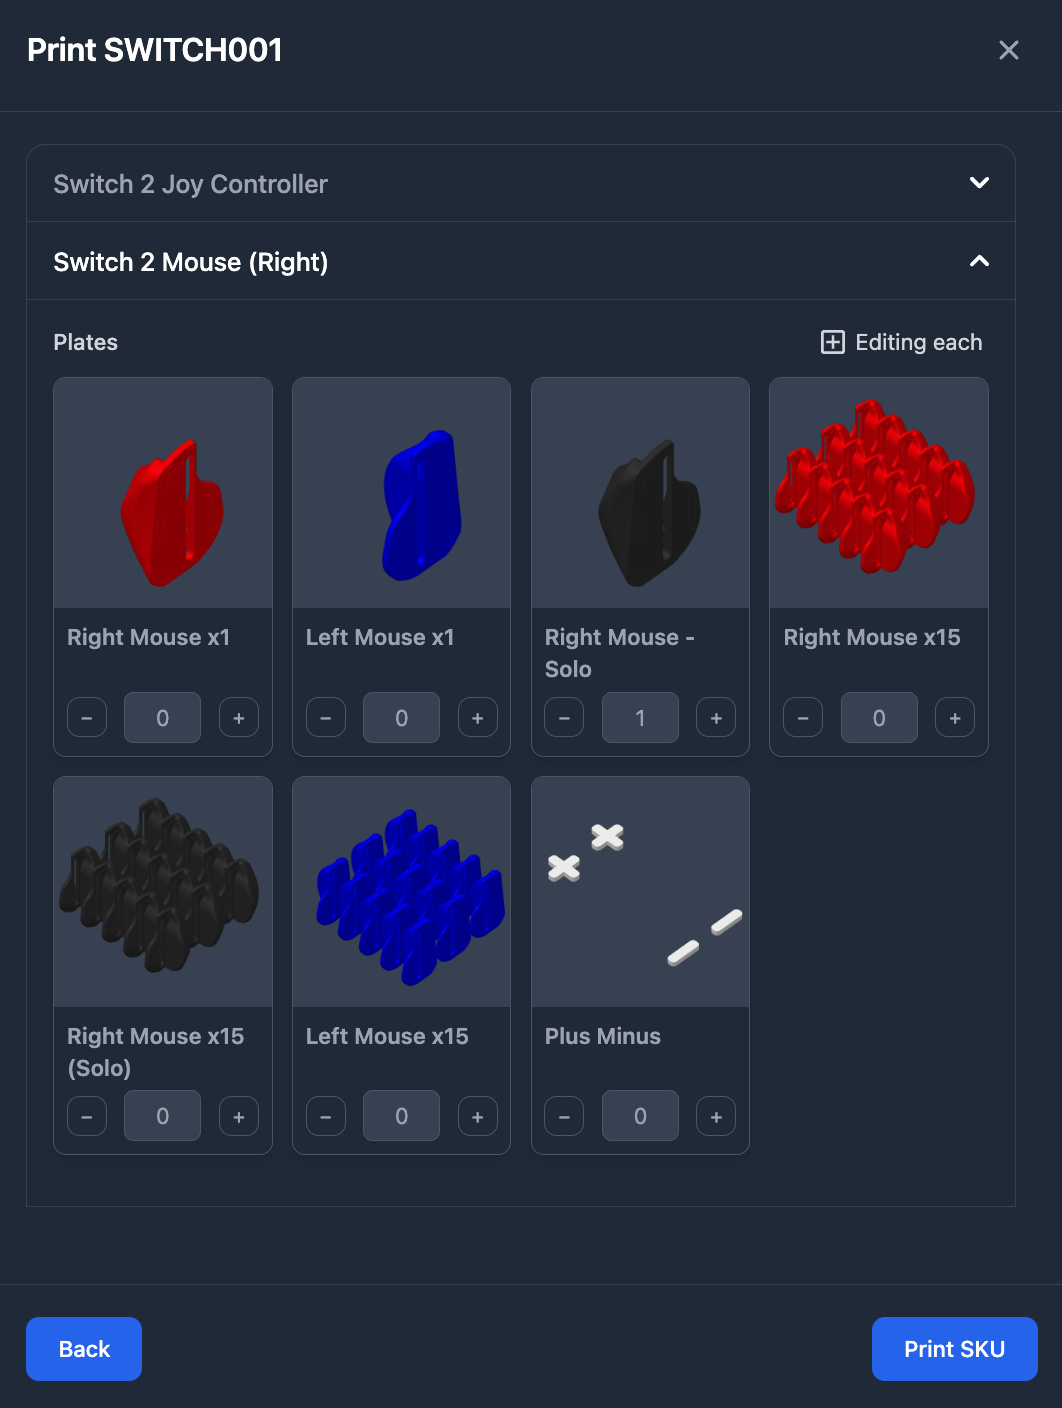 Print SWITCH001
Switch 2 Joy Controller
Switch 2 Mouse (Right)
Plates
Editing each
Right Mouse x1
− 0 +
Left Mouse x1
− 0 +
Right Mouse -
Solo
− 1 +
Right Mouse x15
− 0 +
Right Mouse x15
(Solo)
− 0 +
Left Mouse x15
− 0 +
Plus Minus
− 0 +
Back
Print SKU